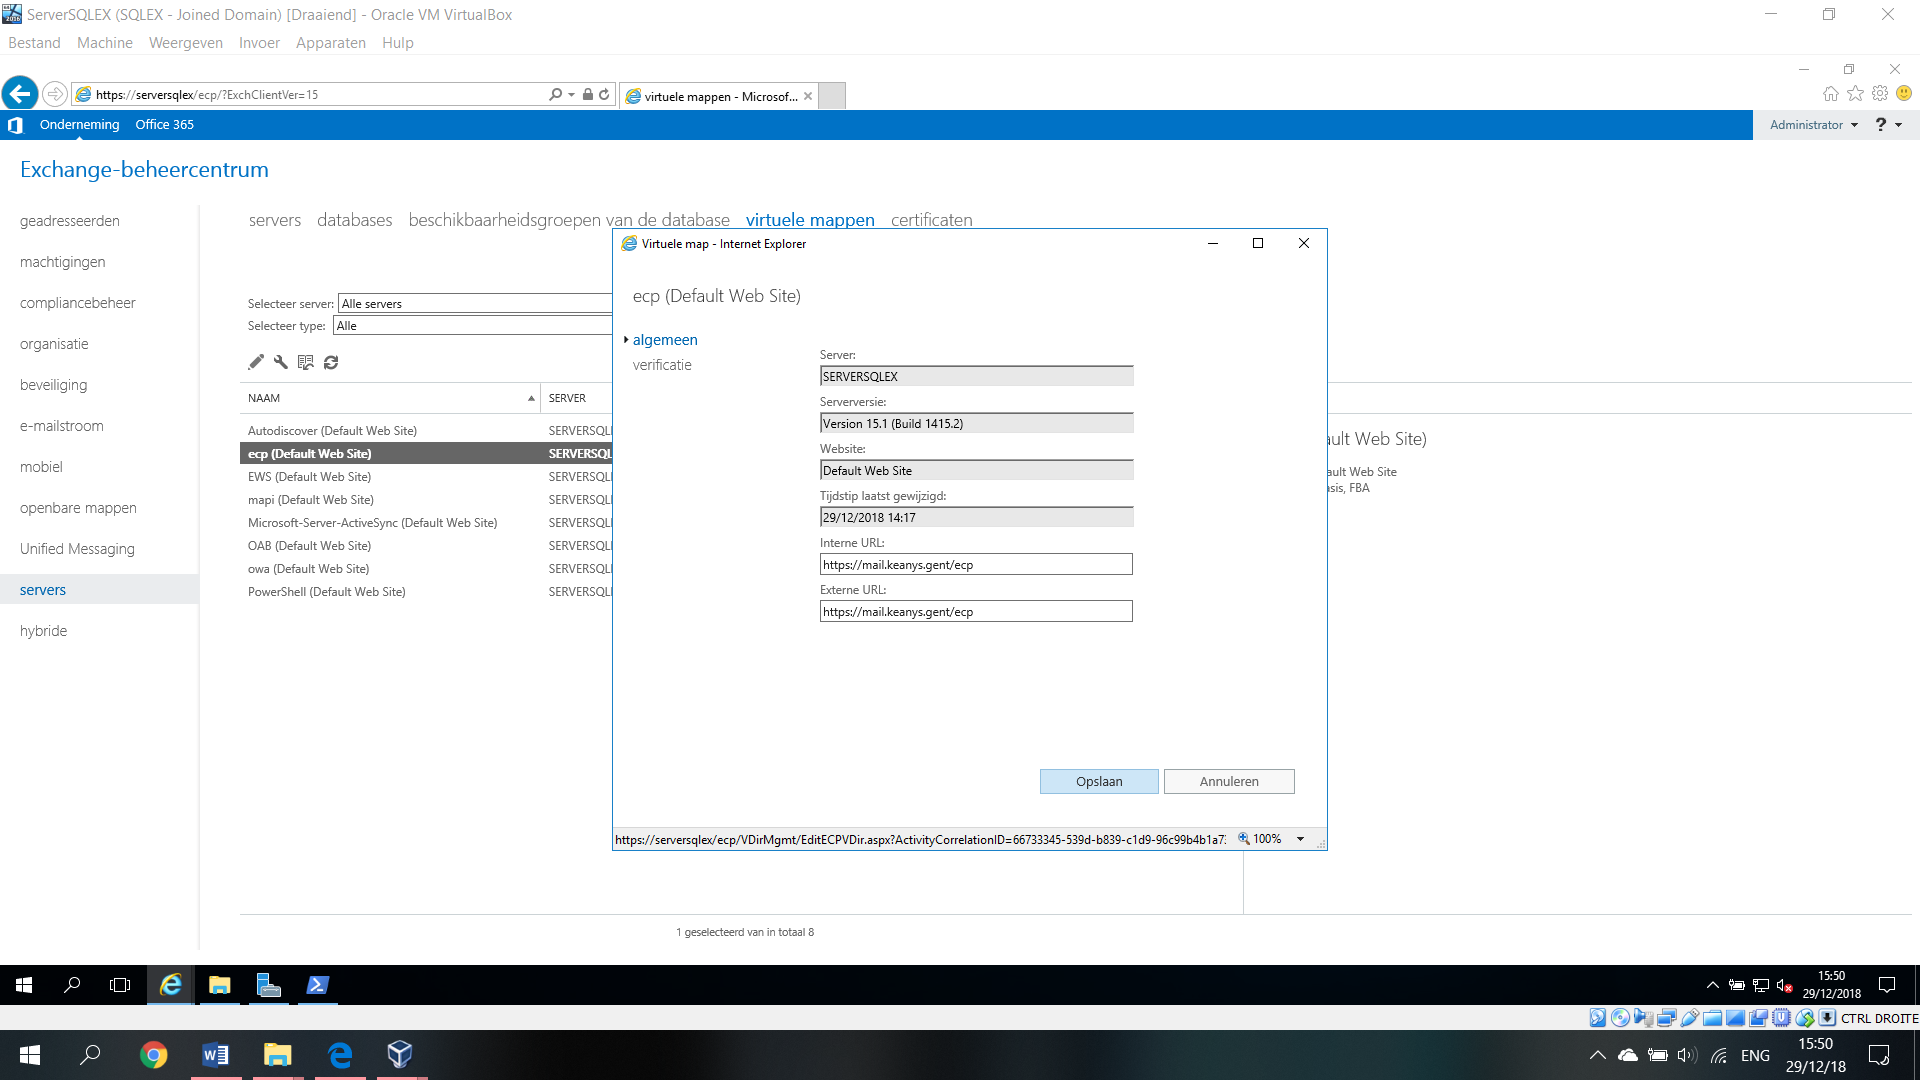 ServerSQLEX (SQLEX - Joined Domain) [Draaiend] - Oracle VM VirtualBox
Bestand Machine Weergeven Invoer Apparaten Hulp
https://serversqlex/ecp/?ExchClientVer=15
virtuele mappen - Microsof...
Onderneming Office 365
Administrator ?
Exchange-beheercentrum
geadresseerden
machtigingen
compliancebeheer
organisatie
beveiliging
e-mailstroom
mobiel
openbare mappen
Unified Messaging
servers
hybride
servers databases beschikbaarheidsgroepen van de database virtuele mappen certificaten
Selecteer server: Alle servers
Selecteer type: Alle
NAAM SERVER
Autodiscover (Default Web Site) SERVERSQL
ecp (Default Web Site) SERVERSQL
EWS (Default Web Site) SERVERSQL
mapi (Default Web Site) SERVERSQL
Microsoft-Server-ActiveSync (Default Web Site) SERVERSQL
OAB (Default Web Site) SERVERSQL
owa (Default Web Site) SERVERSQL
PowerShell (Default Web Site) SERVERSQL
1 geselecteerd van in totaal 8
Virtuele map - Internet Explorer
ecp (Default Web Site)
algemeen
verificatie
Server:
SERVERSQLEX
Serverversie:
Version 15.1 (Build 1415.2)
Website:
Default Web Site
Tijdstip laatst gewijzigd:
29/12/2018 14:17
Interne URL:
https://mail.keanys.gent/ecp
Externe URL:
https://mail.keanys.gent/ecp
Opslaan Annuleren
https://serversqlex/ecp/VDirMgmt/EditECPVDir.aspx?ActivityCorrelationID=66733345-539d-b839-c1d9-96c99b4b1a7
100%
ault Web Site)
ault Web Site
asis, FBA
15:50
29/12/2018
CTRL DROITE
ENG
15:50
29/12/18